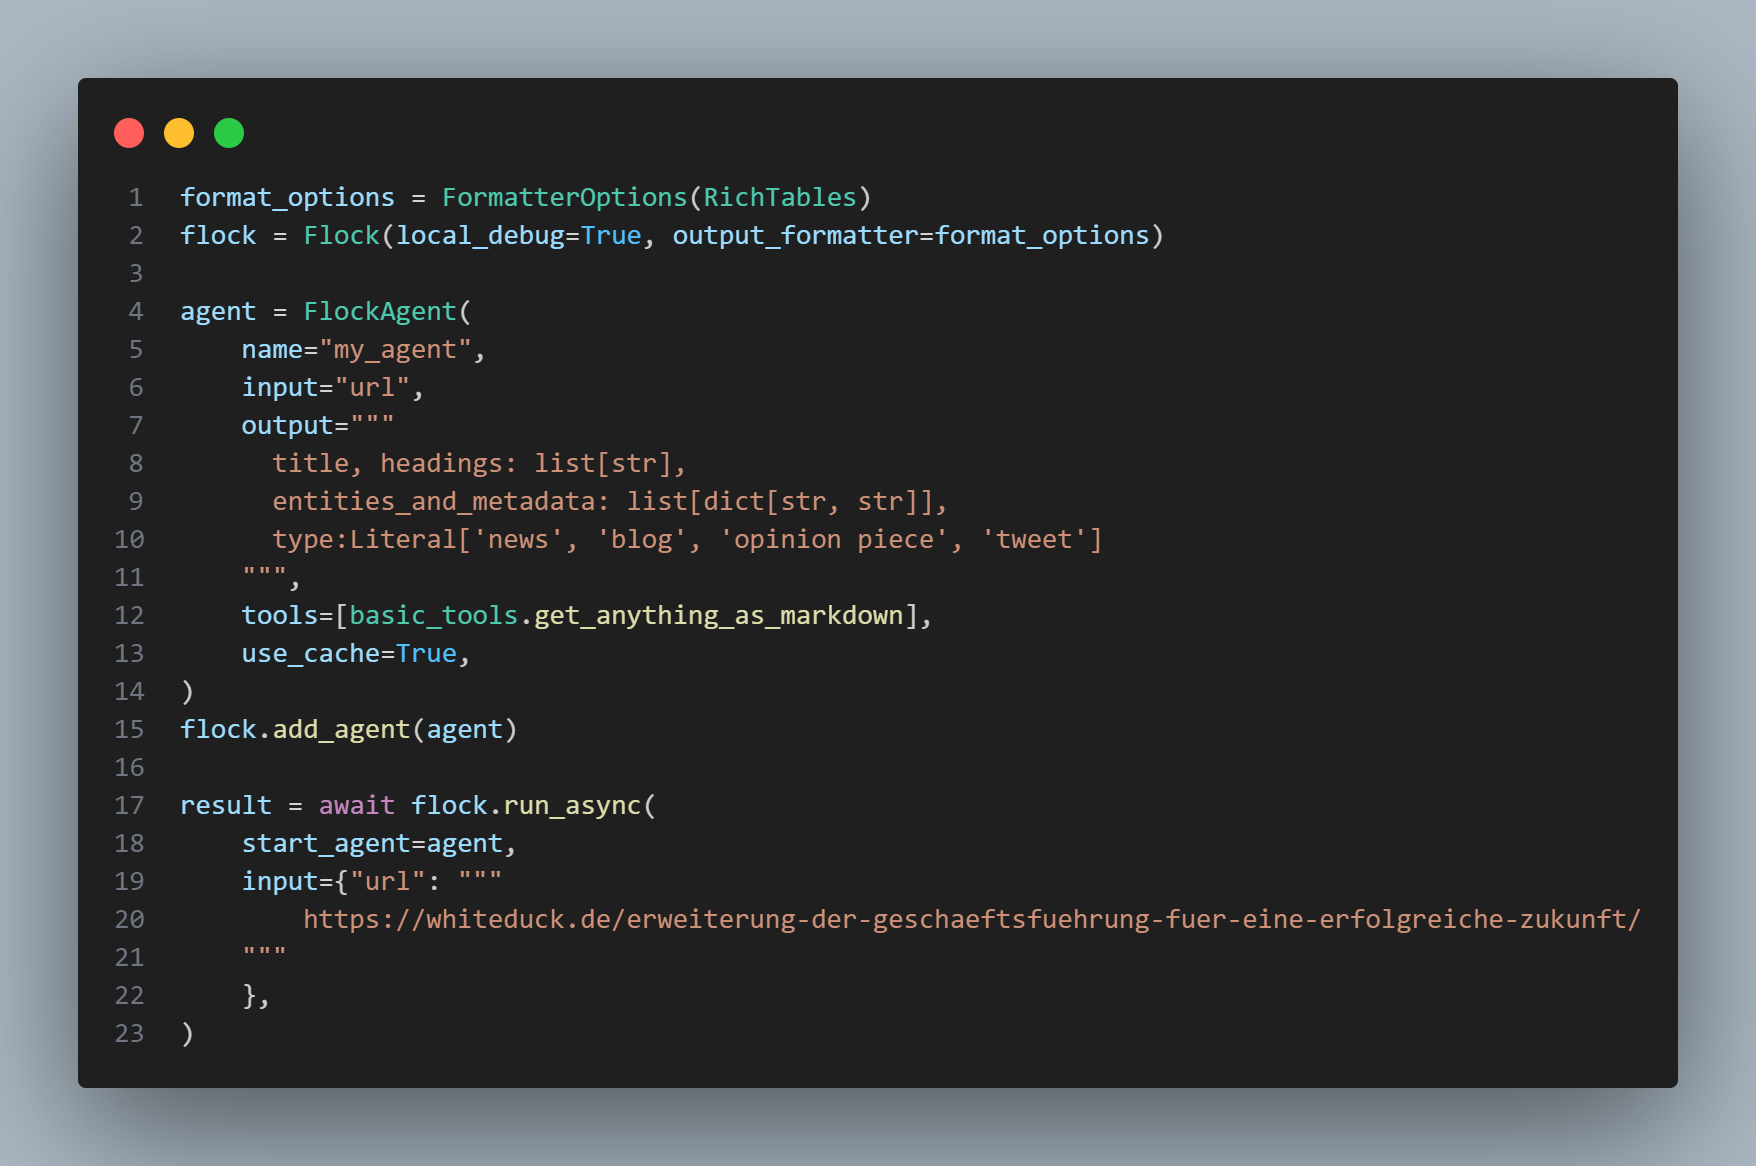 1 format_options = FormatterOptions(RichTables)
2 flock = Flock(local_debug=True, output_formatter=format_options)
3
4 agent = FlockAgent(
5     name="my_agent",
6     input="url",
7     output="""
8       title, headings: list[str],
9       entities_and_metadata: list[dict[str, str]],
10       type:Literal['news', 'blog', 'opinion piece', 'tweet']
11     """,
12     tools=[basic_tools.get_anything_as_markdown],
13     use_cache=True,
14 )
15 flock.add_agent(agent)
16
17 result = await flock.run_async(
18     start_agent=agent,
19     input={"url": """
20         https://whiteduck.de/erweiterung-der-geschaeftsfuehrung-fuer-eine-erfolgreiche-zukunft/
21     """
22     },
23 )